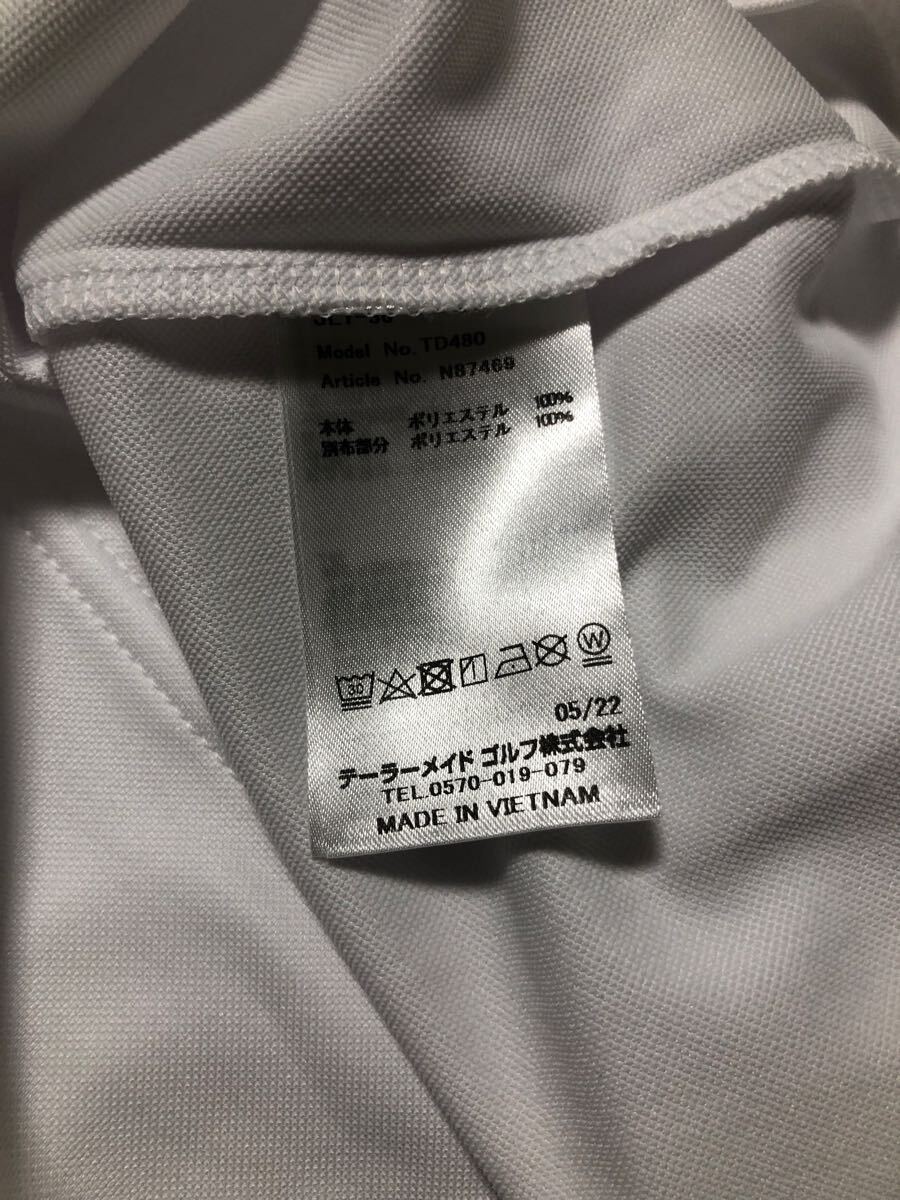 Model No. TD480
Article No. N87469
本体 ポリエステル 100%
別布部分 ポリエステル 100%
30
W
05/22
テーラーメイド ゴルフ株式会社
TEL.0570-019-079
MADE IN VIETNAM